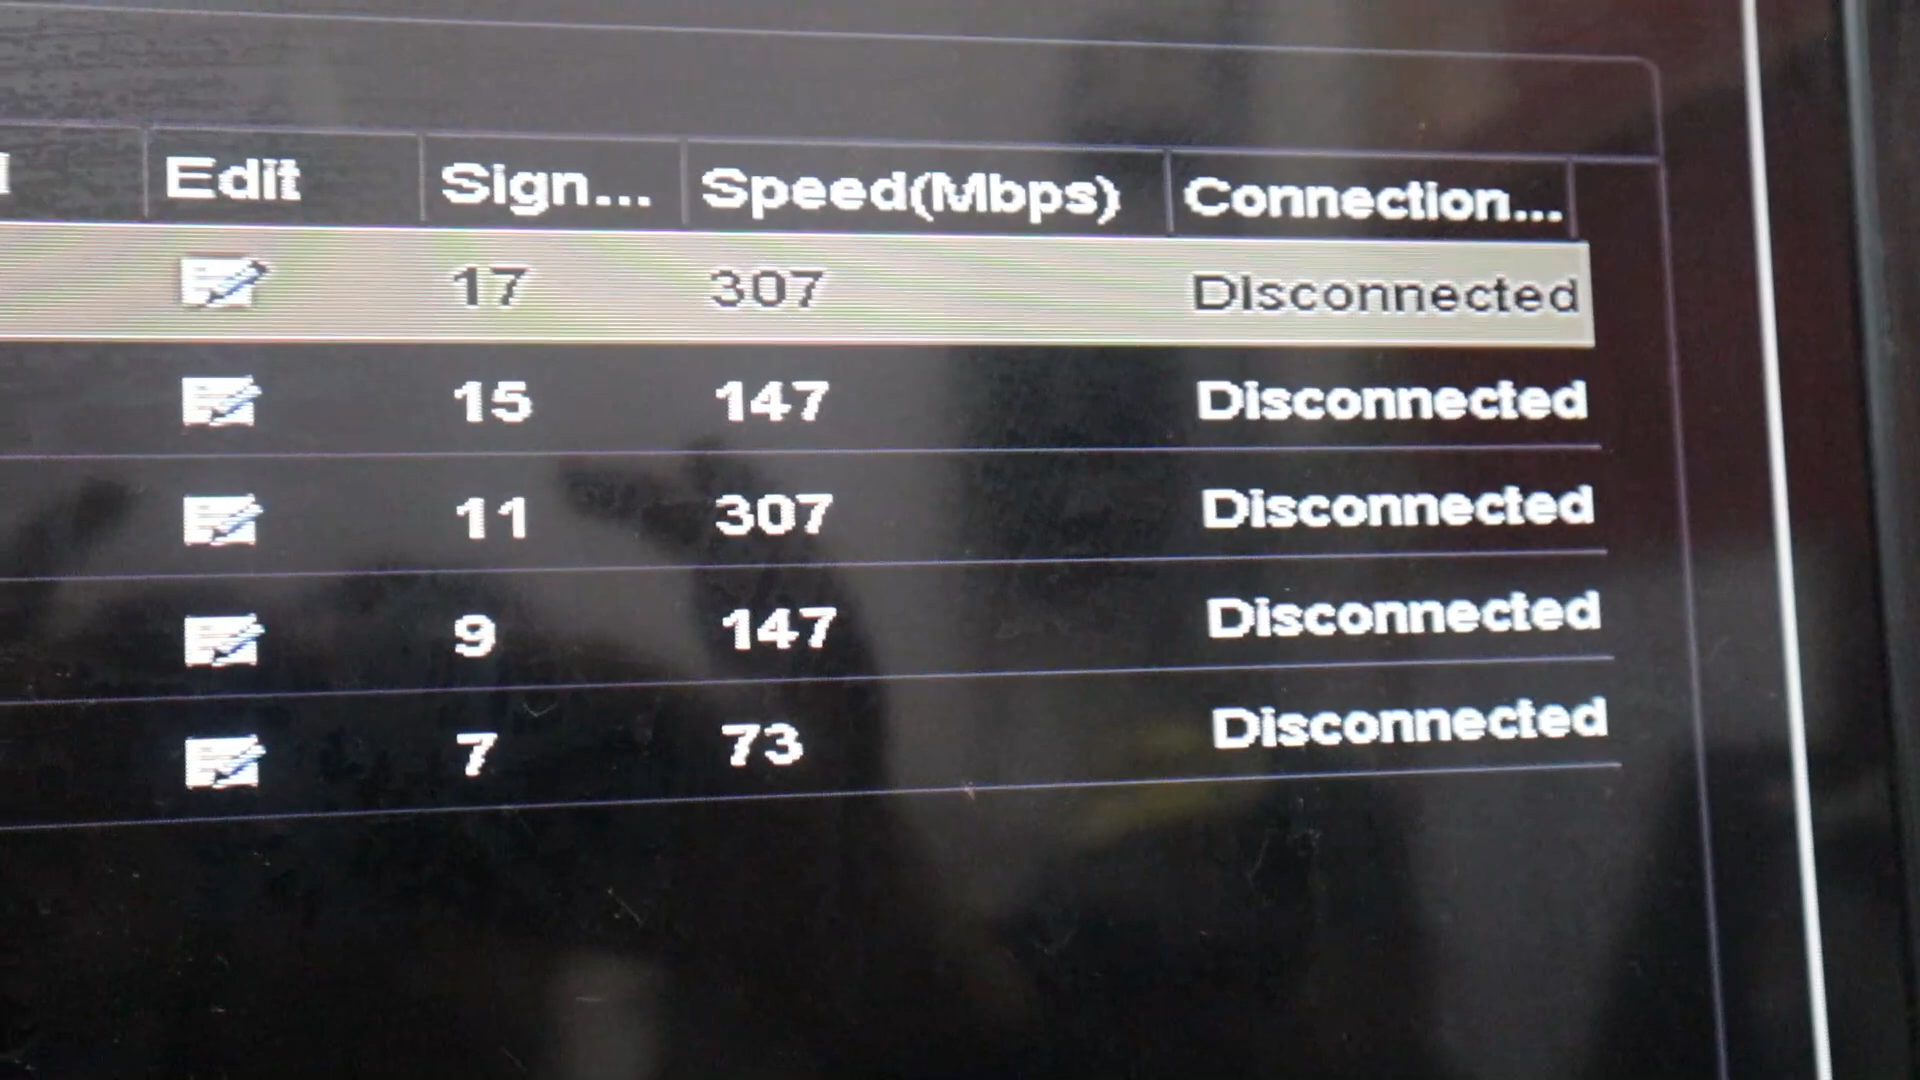 Edit Sign... Speed(Mbps) Connection...
17 307 Disconnected
15 147 Disconnected
11 307 Disconnected
9 147 Disconnected
7 73 Disconnected